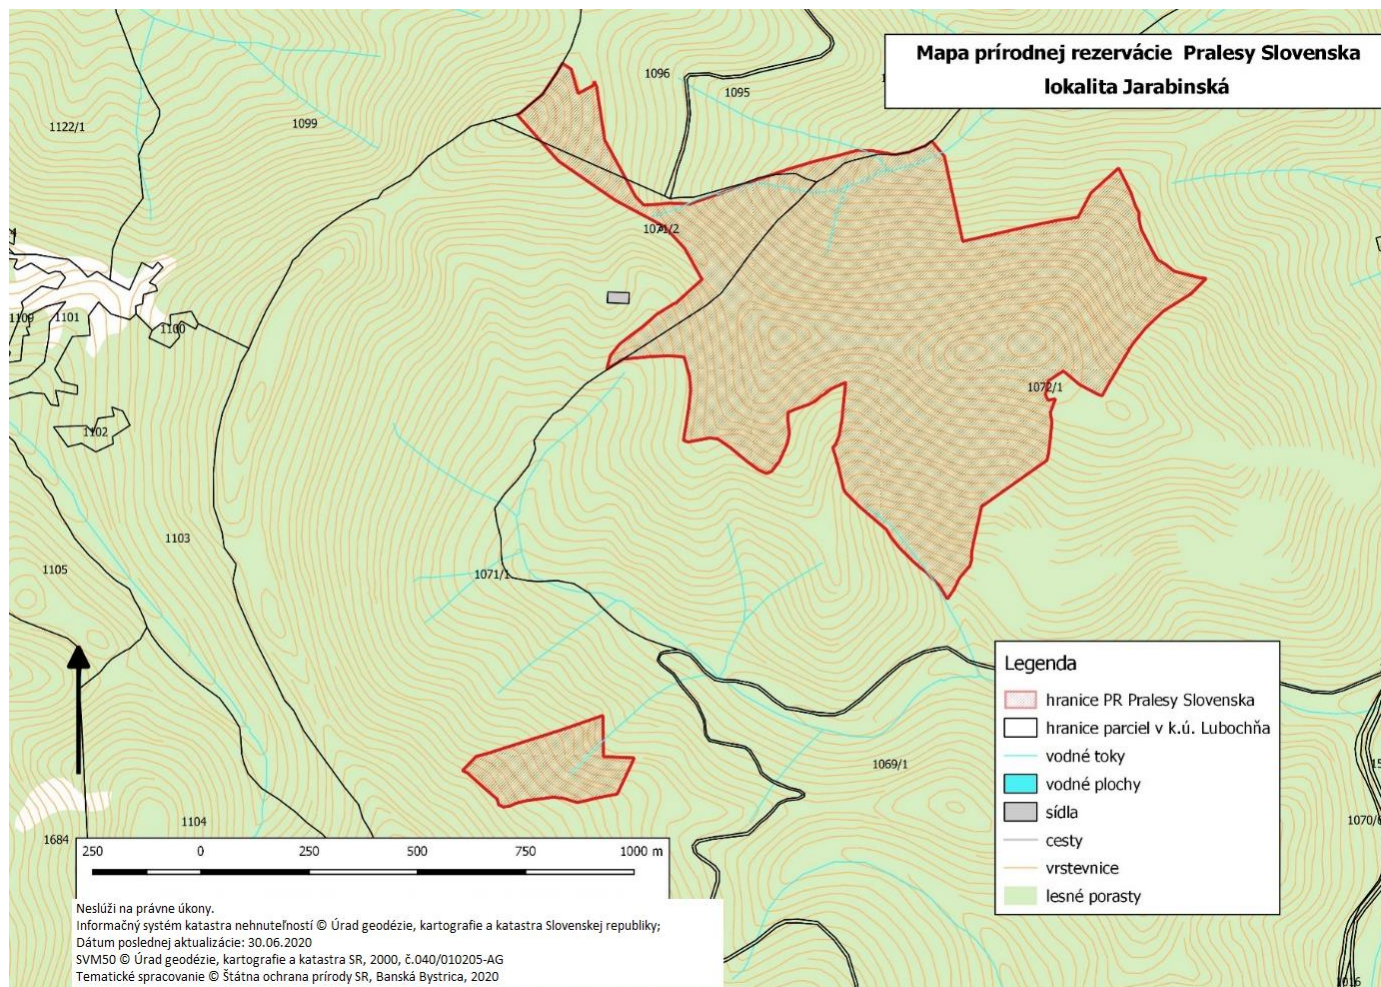 Mapa prírodnej rezervácie Pralesy Slovenska
lokalita Jarabinská
1096
1095
1122/1
1099
1071/2
1109
1101
1100
1072/1
1102
1103
1105
1071/1
1069/1
1104
1684
1070/6
1016
Legenda
hranice PR Pralesy Slovenska
hranice parciel v k.ú. Lubochňa
vodné toky
vodné plochy
sídla
cesty
vrstevnice
lesné porasty
250 0 250 500 750 1000 m
Neslúži na právne úkony.
Informačný systém katastra nehnuteľností © Úrad geodézie, kartografie a katastra Slovenskej republiky;
Dátum poslednej aktualizácie: 30.06.2020
SVM50 © Úrad geodézie, kartografie a katastra SR, 2000, č.040/010205-AG
Tematické spracovanie © Štátna ochrana prírody SR, Banská Bystrica, 2020